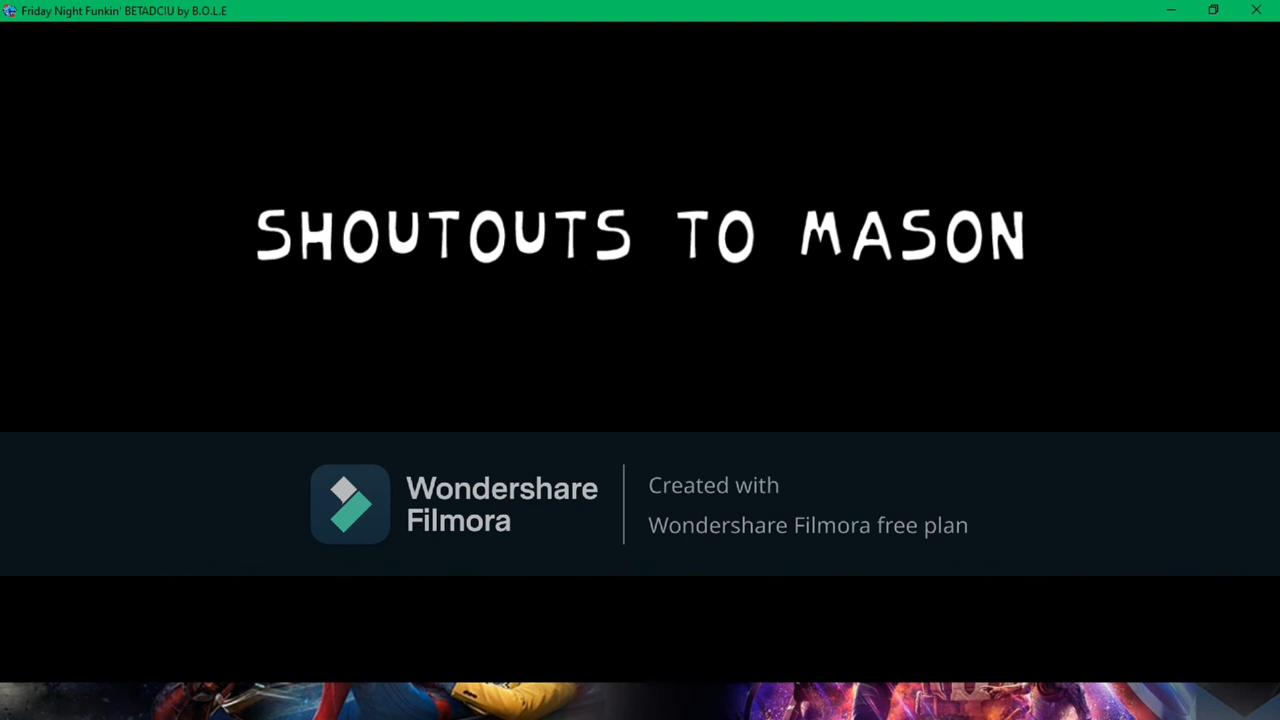 Friday Night Funkin' BETADCIU by B.O.L.E
SHOUTOUTS TO MASON
Wondershare
Filmora
Created with
Wondershare Filmora free plan